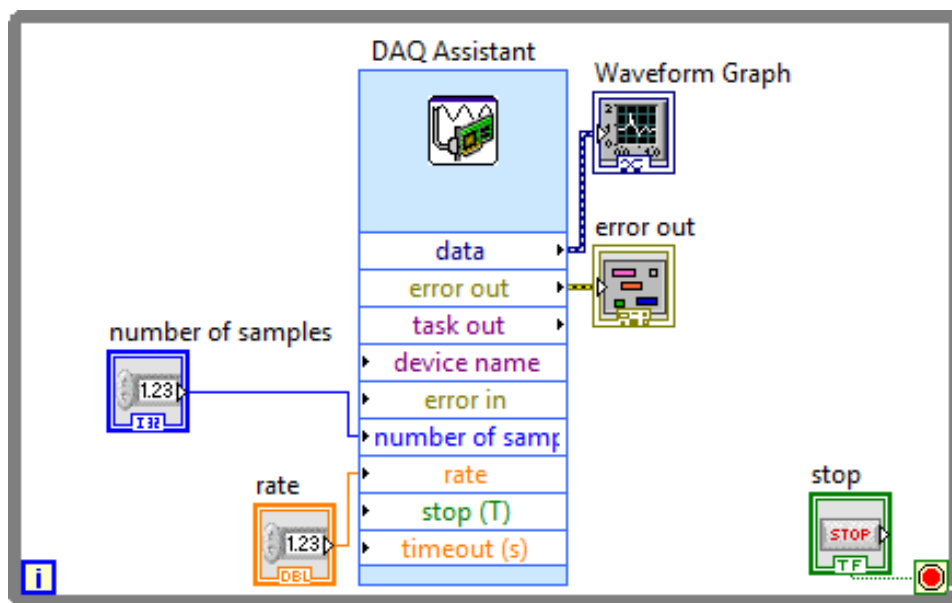 DAQ Assistant
Waveform Graph
data
error out
error out
task out
number of samples
device name
1.23
I32
error in
number of samp
rate
rate
stop
stop (T)
1.23
DBL
timeout (s)
STOP
TF
i